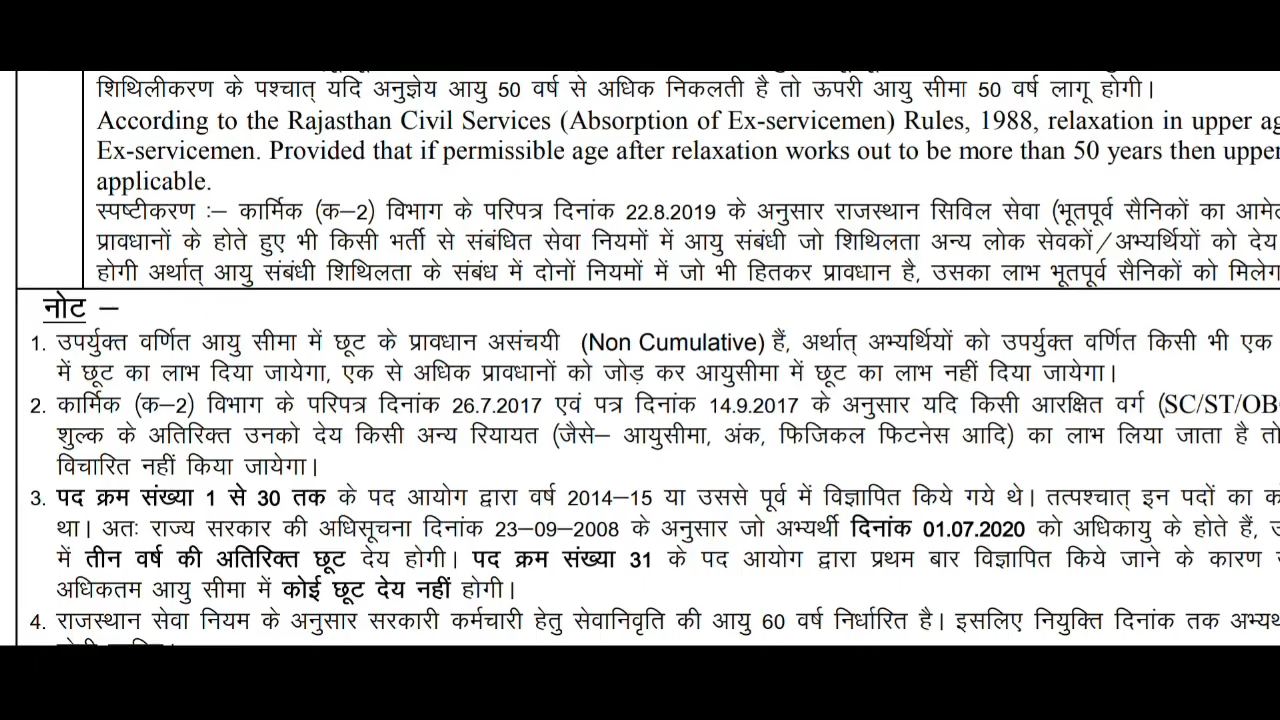 शिथिलीकरण के पश्चात् यदि अनुज्ञेय आयु 50 वर्ष से अधिक निकलती है तो ऊपरी आयु सीमा 50 वर्ष लागू होगी।
According to the Rajasthan Civil Services (Absorption of Ex-servicemen) Rules, 1988, relaxation in upper
Ex-servicemen. Provided that if permissible age after relaxation works out to be more than 50 years then upper
applicable.
स्पष्टीकरण :– कार्मिक (क–2) विभाग के परिपत्र दिनांक 22.8.2019 के अनुसार राजस्थान सिविल सेवा (भूतपूर्व सैनिकों का
प्रावधानों के होते हुए भी किसी भर्ती से संबंधित सेवा नियमों में आयु संबंधी जो शिथिलता अन्य लोक सेवकों/अभ्यर्थियों को देय
होगी अर्थात् आयु संबंधी शिथिलता के संबंध में दोनों नियमों में जो भी हितकर प्रावधान है, उसका लाभ भूतपूर्व सैनिकों को
नोट –
1. उपर्युक्त वर्णित आयु सीमा में छूट के प्रावधान असंचयी (Non Cumulative) हैं, अर्थात् अभ्यर्थियों को उपर्युक्त वर्णित किसी भी एक
में छूट का लाभ दिया जायेगा, एक से अधिक प्रावधानों को जोड़ कर आयुसीमा में छूट का लाभ नहीं दिया जायेगा।
2. कार्मिक (क–2) विभाग के परिपत्र दिनांक 26.7.2017 एवं पत्र दिनांक 14.9.2017 के अनुसार यदि किसी आरक्षित वर्ग (SC/ST/
शुल्क के अतिरिक्त उनको देय किसी अन्य रियायत (जैसे– आयुसीमा, अंक, फिजिकल फिटनेस आदि) का लाभ लिया जाता है तो
विचारित नहीं किया जायेगा।
3. पद क्रम संख्या 1 से 30 तक के पद आयोग द्वारा वर्ष 2014–15 या उससे पूर्व में विज्ञापित किये गये थे। तत्पश्चात् इन पदों का
था। अतः राज्य सरकार की अधिसूचना दिनांक 23–09–2008 के अनुसार जो अभ्यर्थी दिनांक 01.07.2020 को अधिकायु के होते हैं,
में तीन वर्ष की अतिरिक्त छूट देय होगी। पद क्रम संख्या 31 के पद आयोग द्वारा प्रथम बार विज्ञापित किये जाने के कारण
अधिकतम आयु सीमा में कोई छूट देय नहीं होगी।
4. राजस्थान सेवा नियम के अनुसार सरकारी कर्मचारी हेतु सेवानिवृति की आयु 60 वर्ष निर्धारित है। इसलिए नियुक्ति दिनांक तक